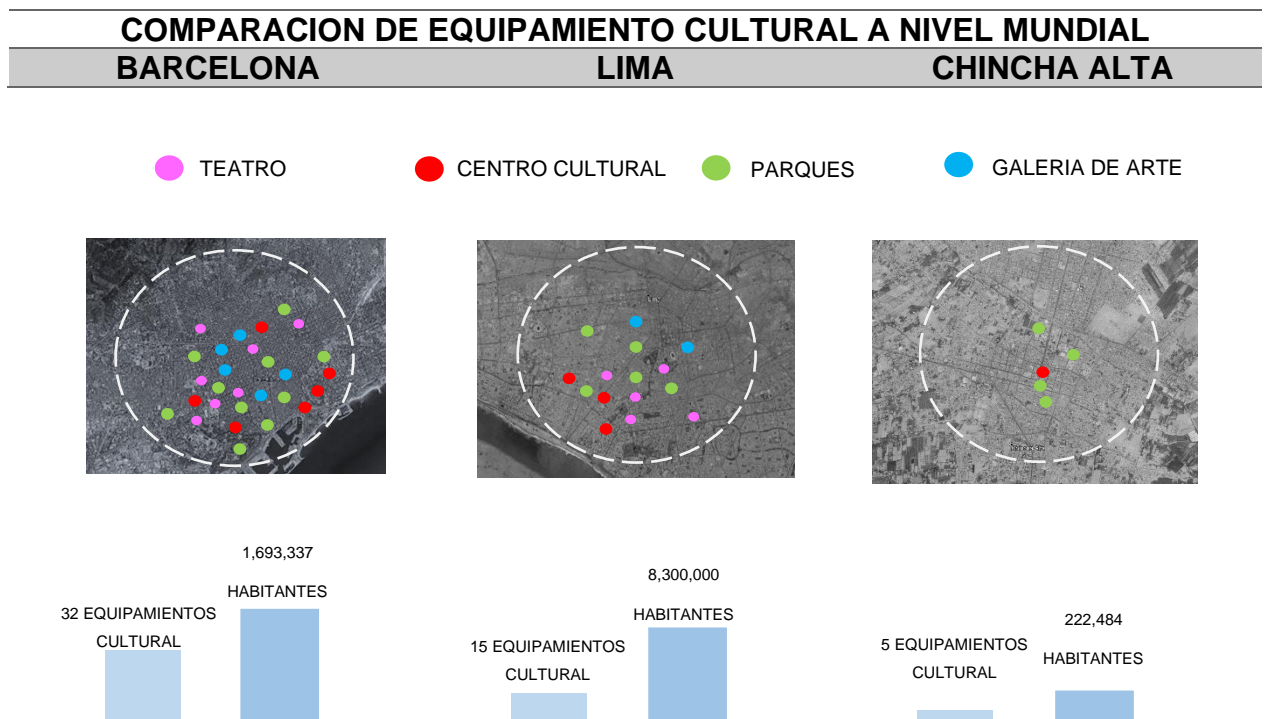 COMPARACION DE EQUIPAMIENTO CULTURAL A NIVEL MUNDIAL
BARCELONA LIMA CHINCHA ALTA
TEATRO CENTRO CULTURAL PARQUES GALERIA DE ARTE
1,693,337
HABITANTES
32 EQUIPAMIENTOS
CULTURAL
8,300,000
HABITANTES
15 EQUIPAMIENTOS
CULTURAL
222,484
HABITANTES
5 EQUIPAMIENTOS
CULTURAL